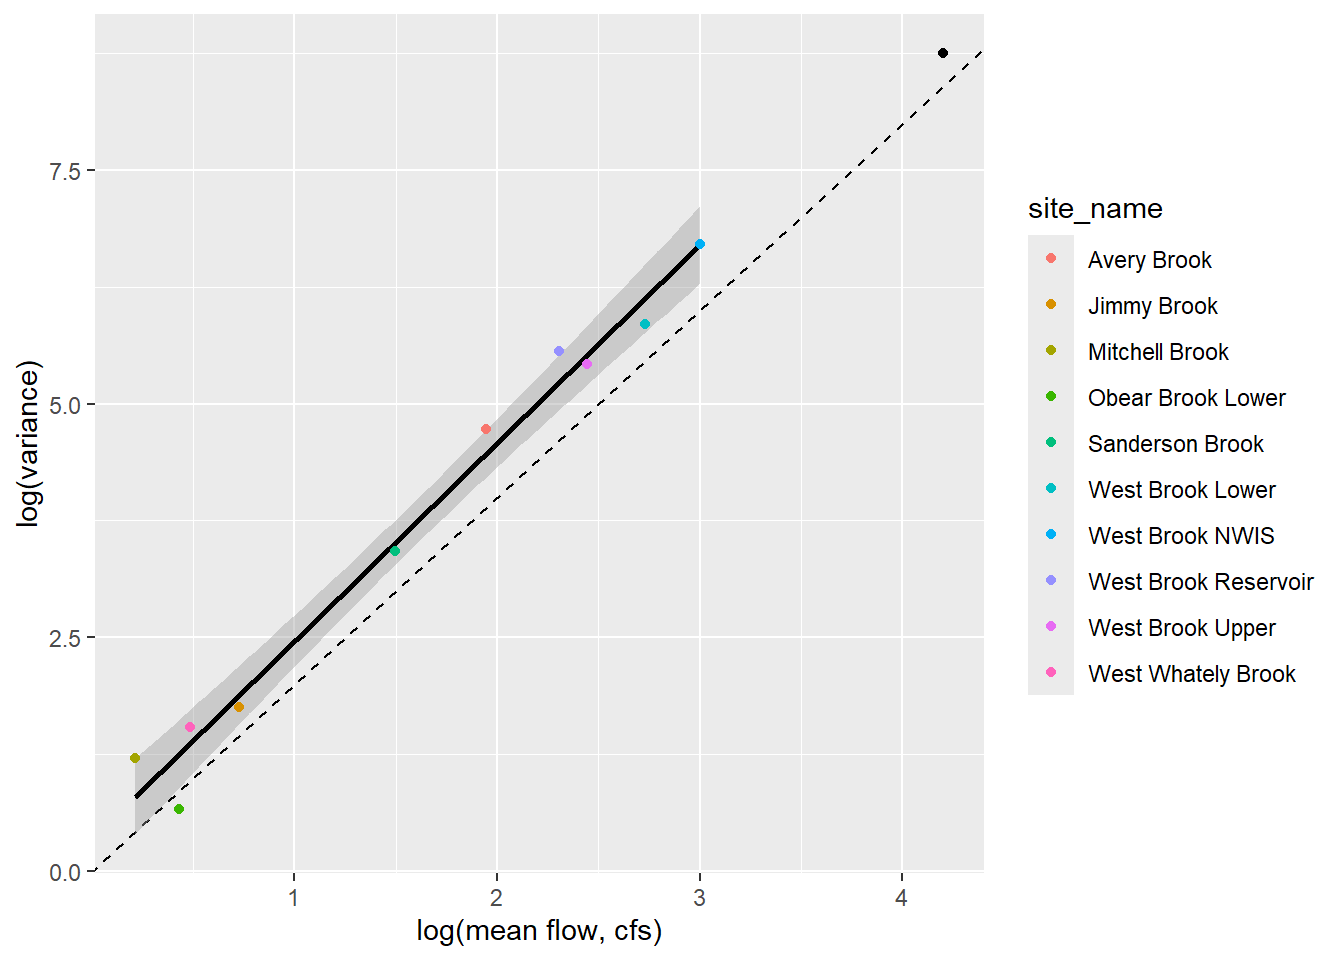 7.5
5.0
2.5
0.0
log(variance)
1
2
3
4
log(mean flow, cfs)
site_name
Avery Brook
Jimmy Brook
Mitchell Brook
Obear Brook Lower
Sanderson Brook
West Brook Lower
West Brook NWIS
West Brook Reservoir
West Brook Upper
West Whately Brook